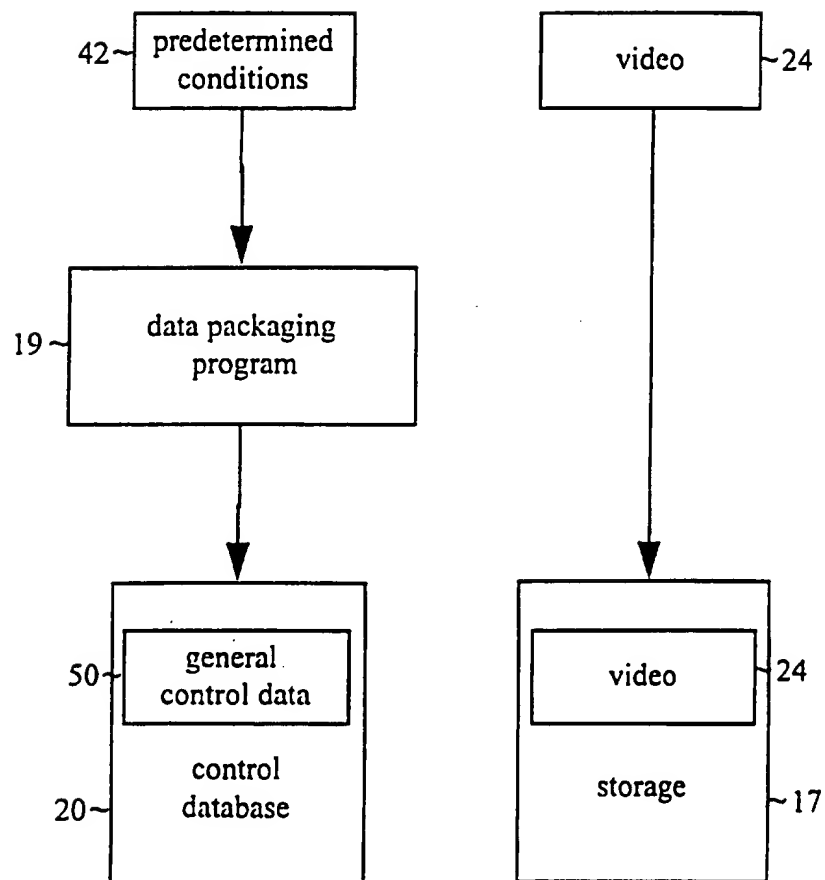 42~ predetermined conditions
video ~24
19~ data packaging program
50~ general control data
video ~24
20~ control database
storage ~17